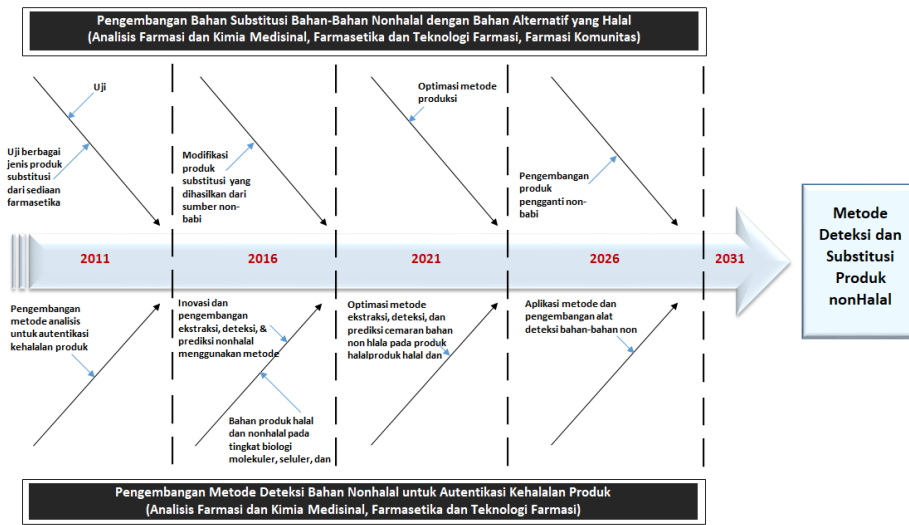 Pengembangan Bahan Substitusi Bahan-Bahan Nonhalal dengan Bahan Alternatif yang Halal
(Analisis Farmasi dan Kimia Medisinal, Farmasetika dan Teknologi Farmasi, Farmasi Komunitas)
Uji
Uji berbagai
jenis produk
substitusi
dari sediaan
farmasetika
Modifikasi
produk
substitusi yang
dihasilkan dari
sumber non-
babi
Optimasi metode
produksi
Pengembangan
produk
pengganti non-
babi
2011
2016
2021
2026
2031
Metode
Deteksi dan
Substitusi
Produk
nonHalal
Pengembangan
metode analisis
untuk autentikasi
kehalalan produk
Inovasi dan
pengembangan
ekstraksi, deteksi, &
prediksi nonhalal
menggunakan metode
Bahan produk halal
dan nonhalal pada
tingkat biologi
molekuler, seluler, dan
Optimasi metode
ekstraksi, deteksi, dan
prediksi cemaran bahan
non hlala pada produk
halalproduk halal dan
Aplikasi metode dan
pengembangan alat
deteksi bahan-bahan non
Pengembangan Metode Deteksi Bahan Nonhalal untuk Autentikasi Kehalalan Produk
(Analisis Farmasi dan Kimia Medisinal, Farmasetika dan Teknologi Farmasi)